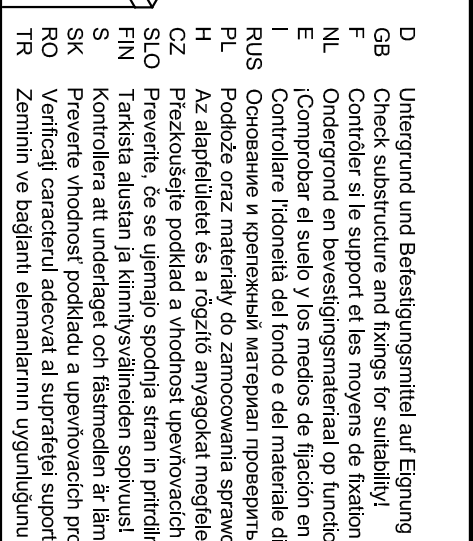 D Untergrund und Befestigungsmittel auf Eignung
GB Check substructure and fixings for suitability!
F Contrôler si le support et les moyens de fixation
NL Ondergrond en bevestigingsmateriaal op functio
E ¡Comprobar el suelo y los medios de fijación en
I Controllare l'idoneità del fondo e del materiale di
RUS Основание и крепежный материал проверить
PL Podłoże oraz materiały do zamocowania sprawd
H Az alapfelületet és a rögzítő anyagokat megfele
CZ Přezkoušejte podklad a vhodnost upevňovacích
SLO Preverite, če se ujemajo spodnja stran in pritrdiln
FIN Tarkista alustan ja kiinnitysvälineiden sopivuus!
S Kontrollera att underlaget och fästmedlen är läm
SK Preverte vhodnosť podkladu a upevňovacích pro
RO Verificaţi caracterul adecvat al suprafeţei suport
TR Zeminin ve bağlantı elemanlarının uygunluğunu